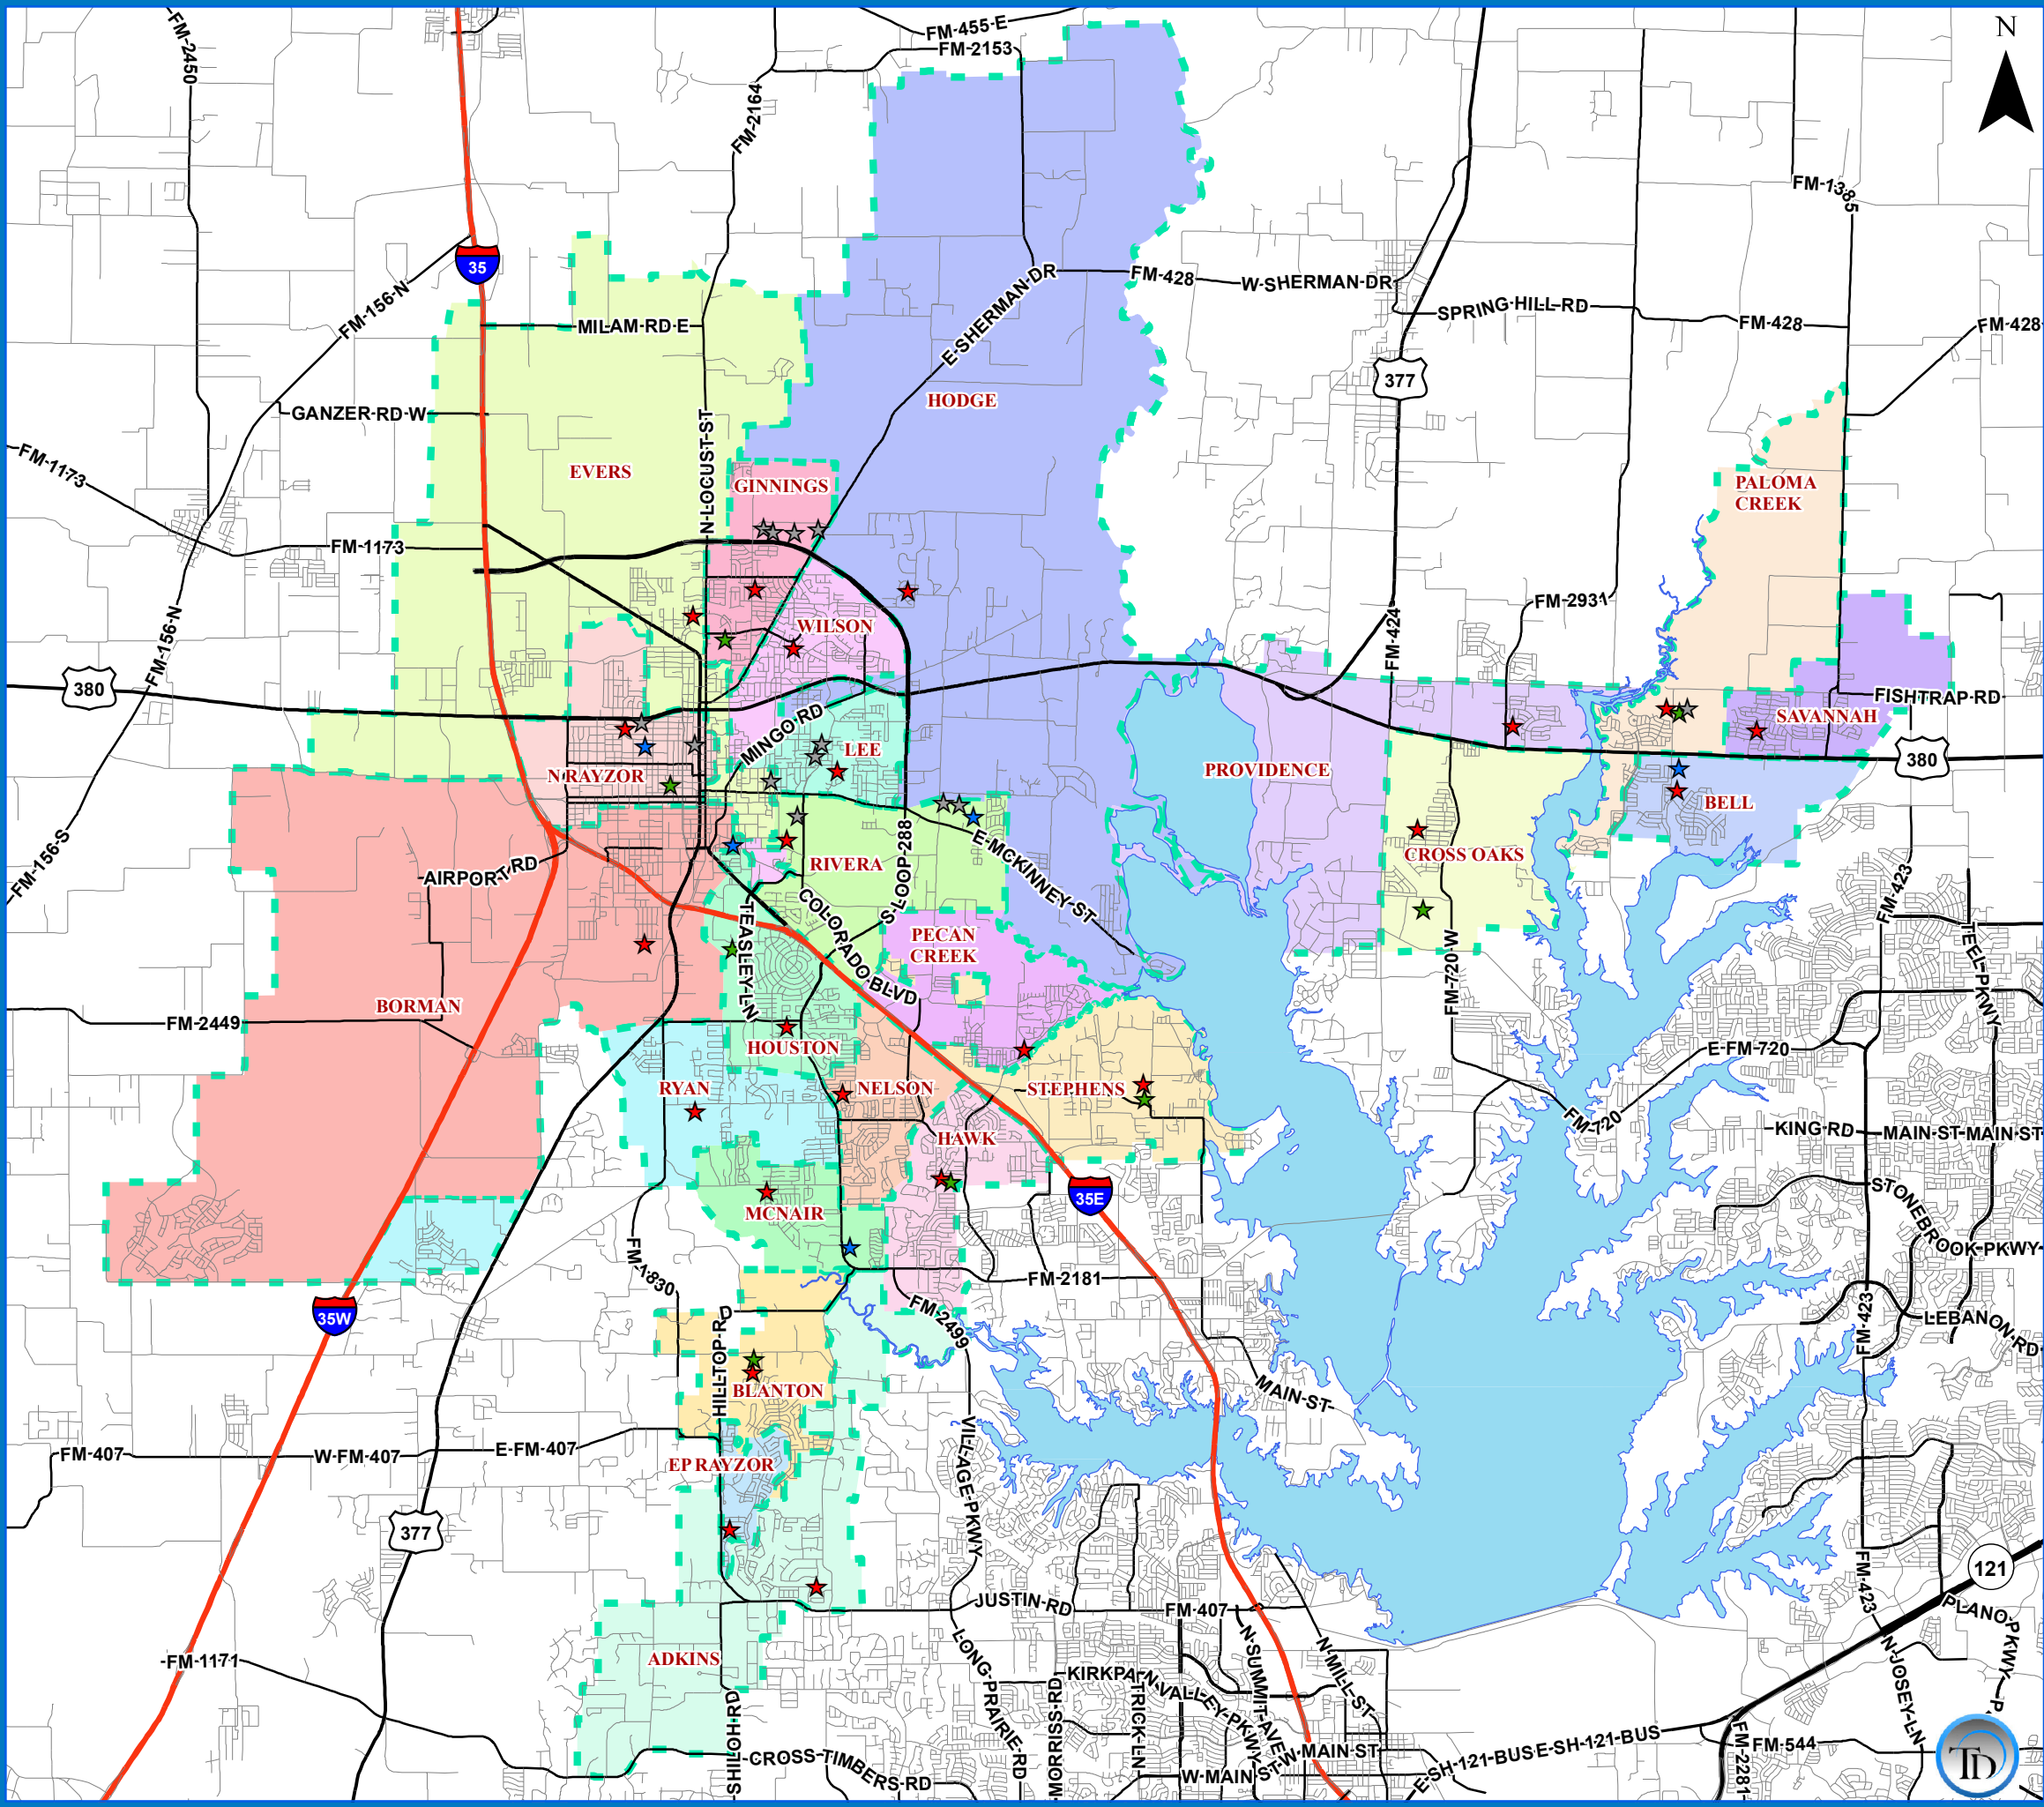 N
FM-455-E
FM-2153
FM-2450
FM-2164
FM-1385
35
FM-156-N
FM-428
W-SHERMAN-DR
SPRING-HILL-RD
FM-428
FM-428
MILAM-RD-E
E-SHERMAN-DR
377
HODGE
GANZER-RD-W
N-LOCUST-ST
FM-1173
EVERS
GINNINGS
PALOMA
CREEK
FM-1173
FM-2931
FM-156-N
WILSON
FM-424
380
FISHTRAP-RD
SAVANNAH
MINGO RD
LEE
N RAYZOR
PROVIDENCE
380
BELL
FM-156-S
AIRPORT-RD
RIVERA
S-LOOP-288
E-MCKINNEY-ST
CROSS OAKS
FM-423
TEASLEY-LN
COLORADO-BLVD
PECAN
CREEK
FM-720-W
TEEL-PKWY
BORMAN
FM-2449
HOUSTON
E-FM-720
RYAN
NELSON
STEPHENS
FM-720
KING-RD
MAIN-ST-MAIN-ST
HAWK
35E
MCNAIR
STONEBROOK-PKWY
FM-1830
FM-2181
35W
HILLTOP-RD
FM-2499
FM-423
LEBANON-RD
BLANTON
MAIN-ST
VILLAGE-PKWY
FM-407
W-FM-407
E-FM-407
EP RAYZOR
377
121
FM-423
JUSTIN-RD
FM-407
PLANO-PKWY-P
FM-1171
ADKINS
LONG-PRAIRIE-RD
KIRKPA
TRICK-LN
N-VALLEY-PKWY
N-SUMMIT-AVE
N-MILL-ST
N-JOSEY-LN
SHILOH-RD
MORRISS-RD
CROSS-TIMBERS-RD
W-MAIN ST
W-MAIN-ST
E-SH-121-BUS
E-SH-121-BUS
FM-2281
FM-544
TD